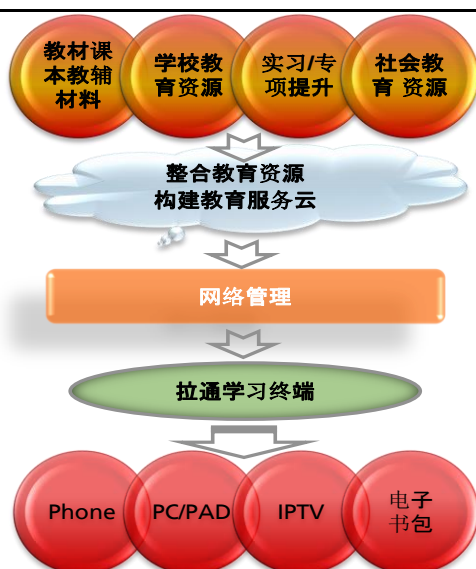 教材课
本教辅
材料
学校教
育资源
实习/专
项提升
社会教
育 资源
整合教育资源
构建教育服务云
网络管理
拉通学习终端
Phone
PC/PAD
IPTV
电子
书包